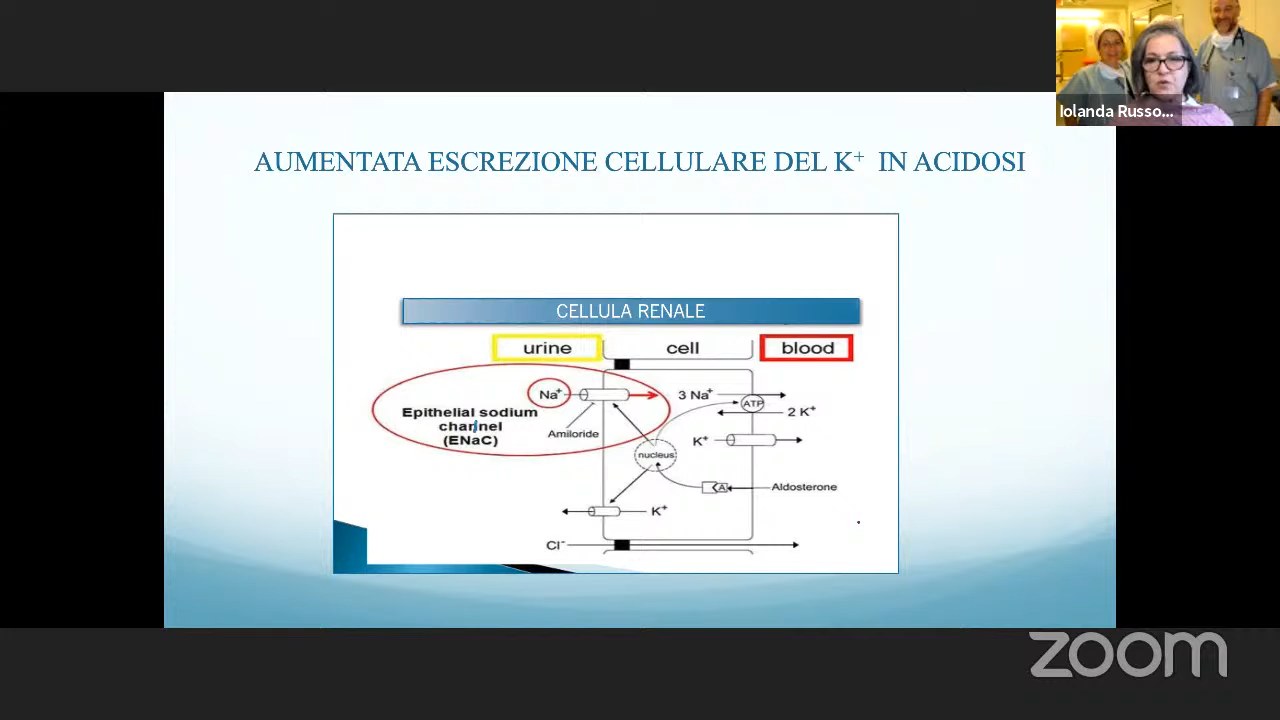 Iolanda Russo...
AUMENTATA ESCREZIONE CELLULARE DEL K⁺ IN ACIDOSI
CELLULA RENALE
urine cell blood
Na⁺ 3 Na⁺
ATP
Epithelial sodium
channel
(ENaC)
2 K⁺
Amiloride
K⁺
nucleus
A Aldosterone
K⁺
Cl⁻
zoom